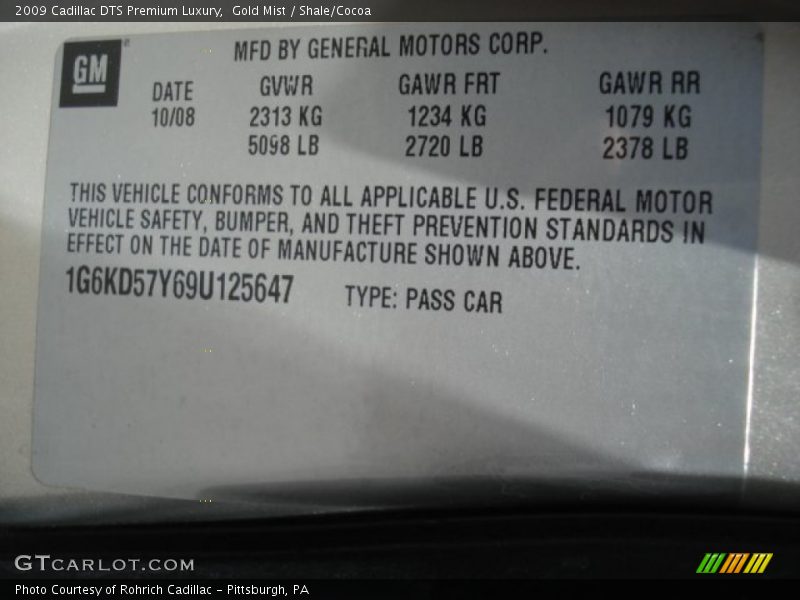 2009 Cadillac DTS Premium Luxury,  Gold Mist / Shale/Cocoa
GM
MFD BY GENERAL MOTORS CORP.
DATE GVWR GAWR FRT GAWR RR
10/08 2313 KG 1234 KG 1079 KG
5098 LB 2720 LB 2378 LB
THIS VEHICLE CONFORMS TO ALL APPLICABLE U.S. FEDERAL MOTOR
VEHICLE SAFETY, BUMPER, AND THEFT PREVENTION STANDARDS IN
EFFECT ON THE DATE OF MANUFACTURE SHOWN ABOVE.
1G6KD57Y69U125647 TYPE: PASS CAR
GTCARLOT.COM
Photo Courtesy of Rohrich Cadillac - Pittsburgh, PA